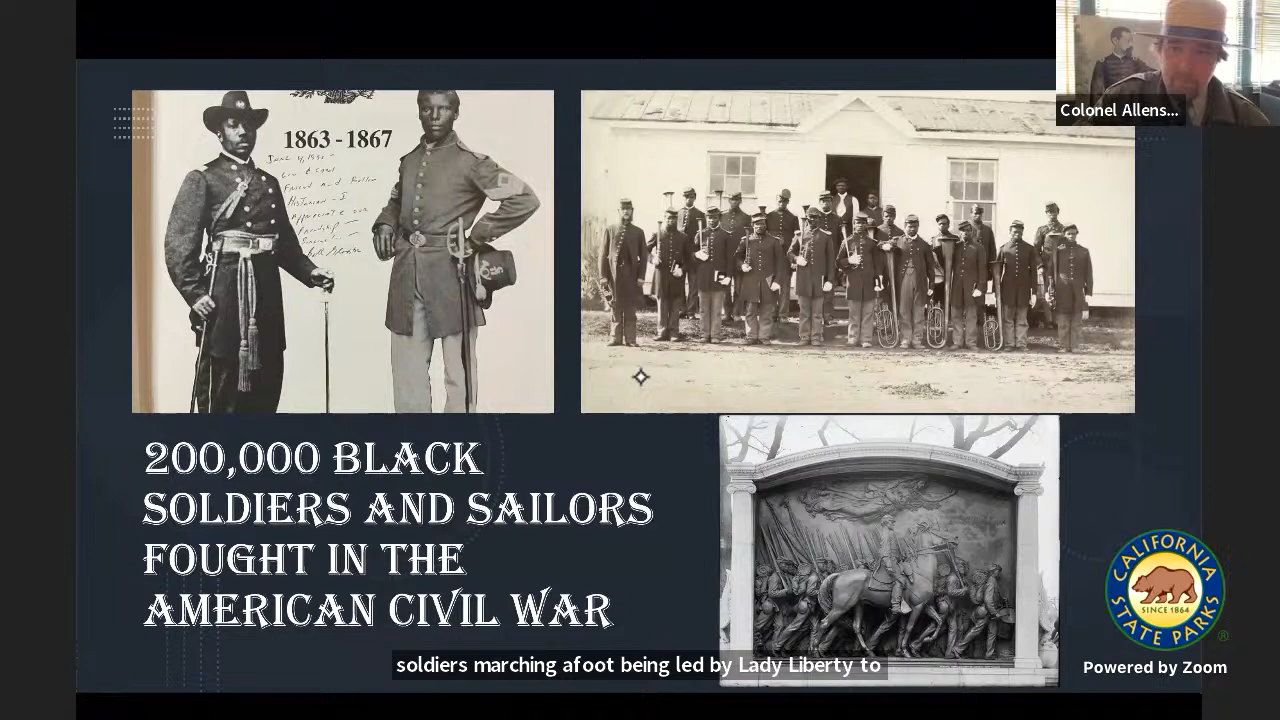 Colonel Allens...
1863 - 1867
200,000 BLACK
SOLDIERS AND SAILORS
FOUGHT IN THE
AMERICAN CIVIL WAR
soldiers marching afoot being led by Lady Liberty to
CALIFORNIA
SINCE 1864
STATE PARKS
®
Powered by Zoom